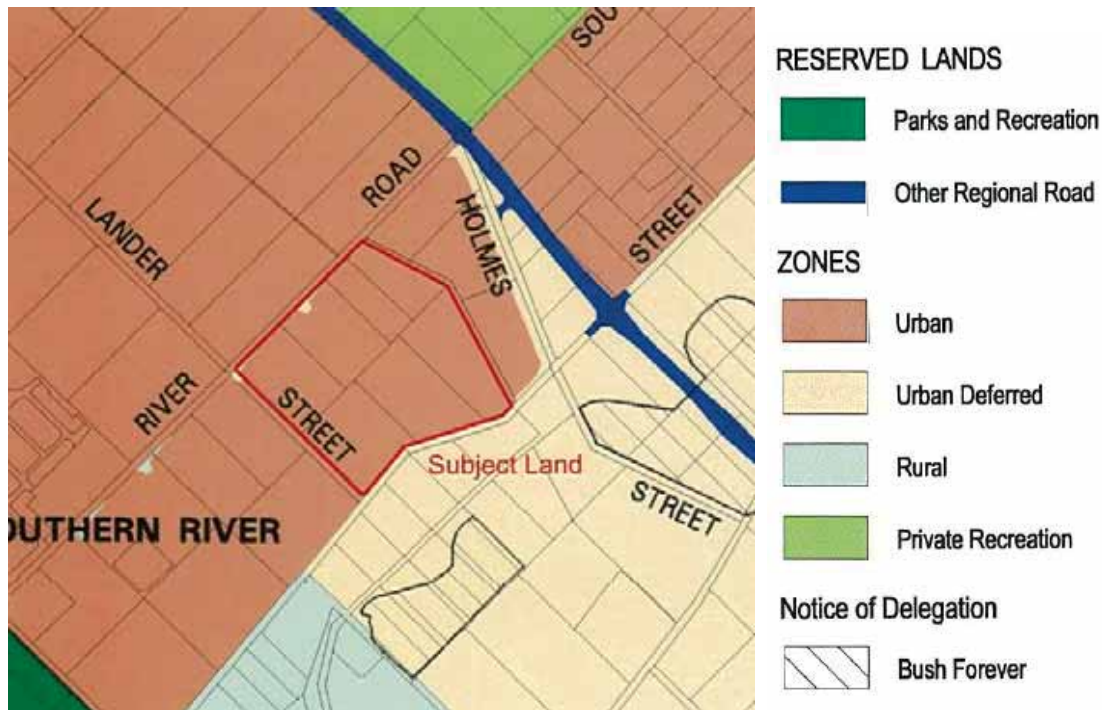 SOU
ROAD
LANDER
HOLMES
STREET
RIVER
STREET
Subject Land
STREET
OUTHERN RIVER
RESERVED LANDS
Parks and Recreation
Other Regional Road
ZONES
Urban
Urban Deferred
Rural
Private Recreation
Notice of Delegation
Bush Forever